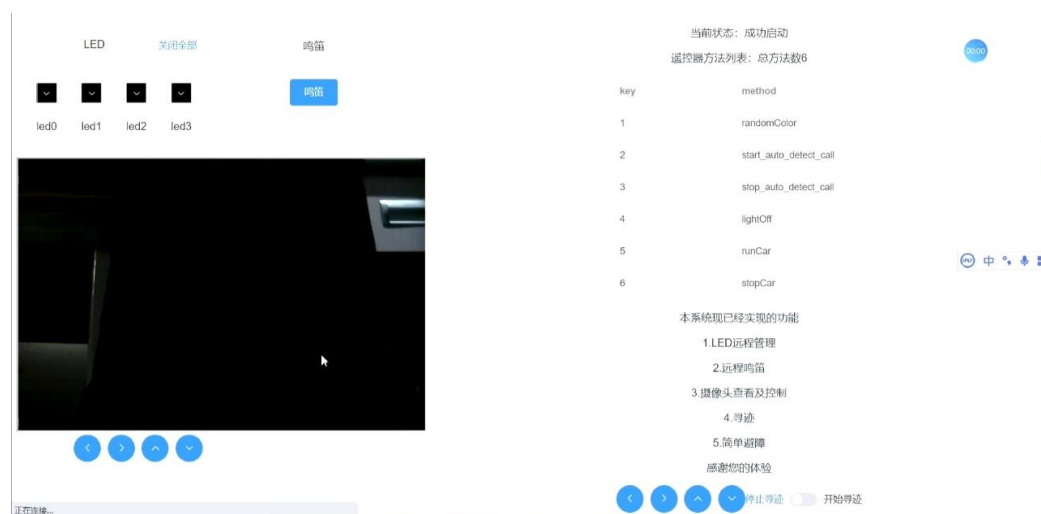 LED 关闭全部 鸣笛
鸣笛
led0 led1 led2 led3
正在连接...
当前状态：成功启动
遥控器方法列表：总方法数6
00:00
key method
1 randomColor
2 start_auto_detect_call
3 stop_auto_detect_call
4 lightOff
5 runCar
6 stopCar
中
本系统现已经实现的功能
1.LED远程管理
2.远程鸣笛
3.摄像头查看及控制
4.寻迹
5.简单避障
感谢您的体验
停止寻迹 开始寻迹